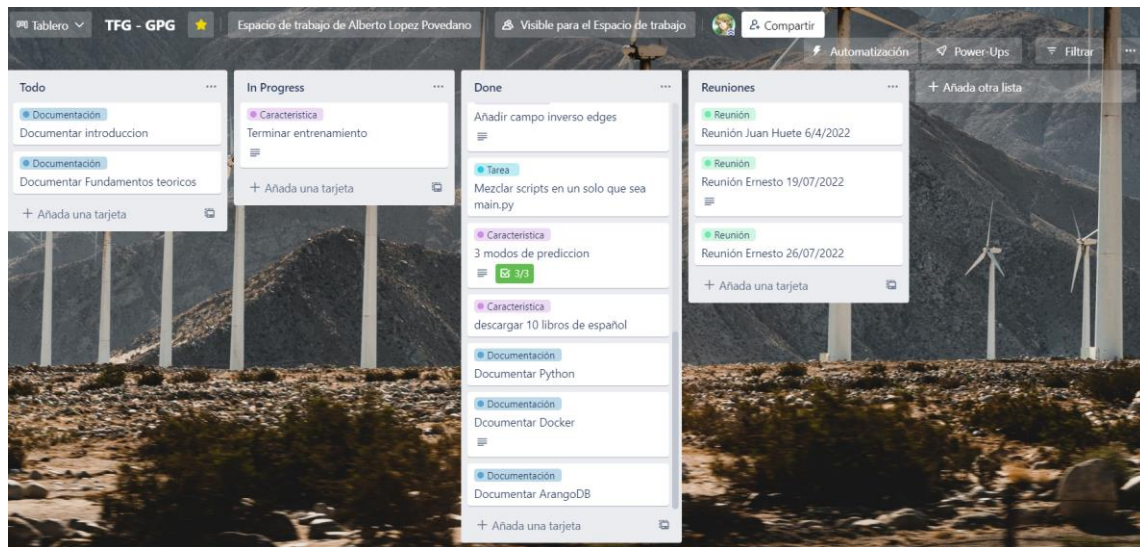 Tablero
TFG - GPG
Espacio de trabajo de Alberto Lopez Povedano
Visible para el Espacio de trabajo
Compartir
Automatización
Power-Ups
Filtrar
Todo
Documentación
Documentar introduccion
Documentación
Documentar Fundamentos teoricos
+ Añada una tarjeta
In Progress
Caracteristica
Terminar entrenamiento
+ Añada una tarjeta
Done
Añadir campo inverso edges
Tarea
Mezclar scripts en un solo que sea
main.py
Caracteristica
3 modos de prediccion
3/3
Caracteristica
descargar 10 libros de español
Documentación
Documentar Python
Documentación
Dcoumentar Docker
Documentación
Documentar ArangoDB
+ Añada una tarjeta
Reuniones
Reunión
Reunión Juan Huete 6/4/2022
Reunión
Reunión Ernesto 19/07/2022
Reunión
Reunión Ernesto 26/07/2022
+ Añada una tarjeta
+ Añada otra lista